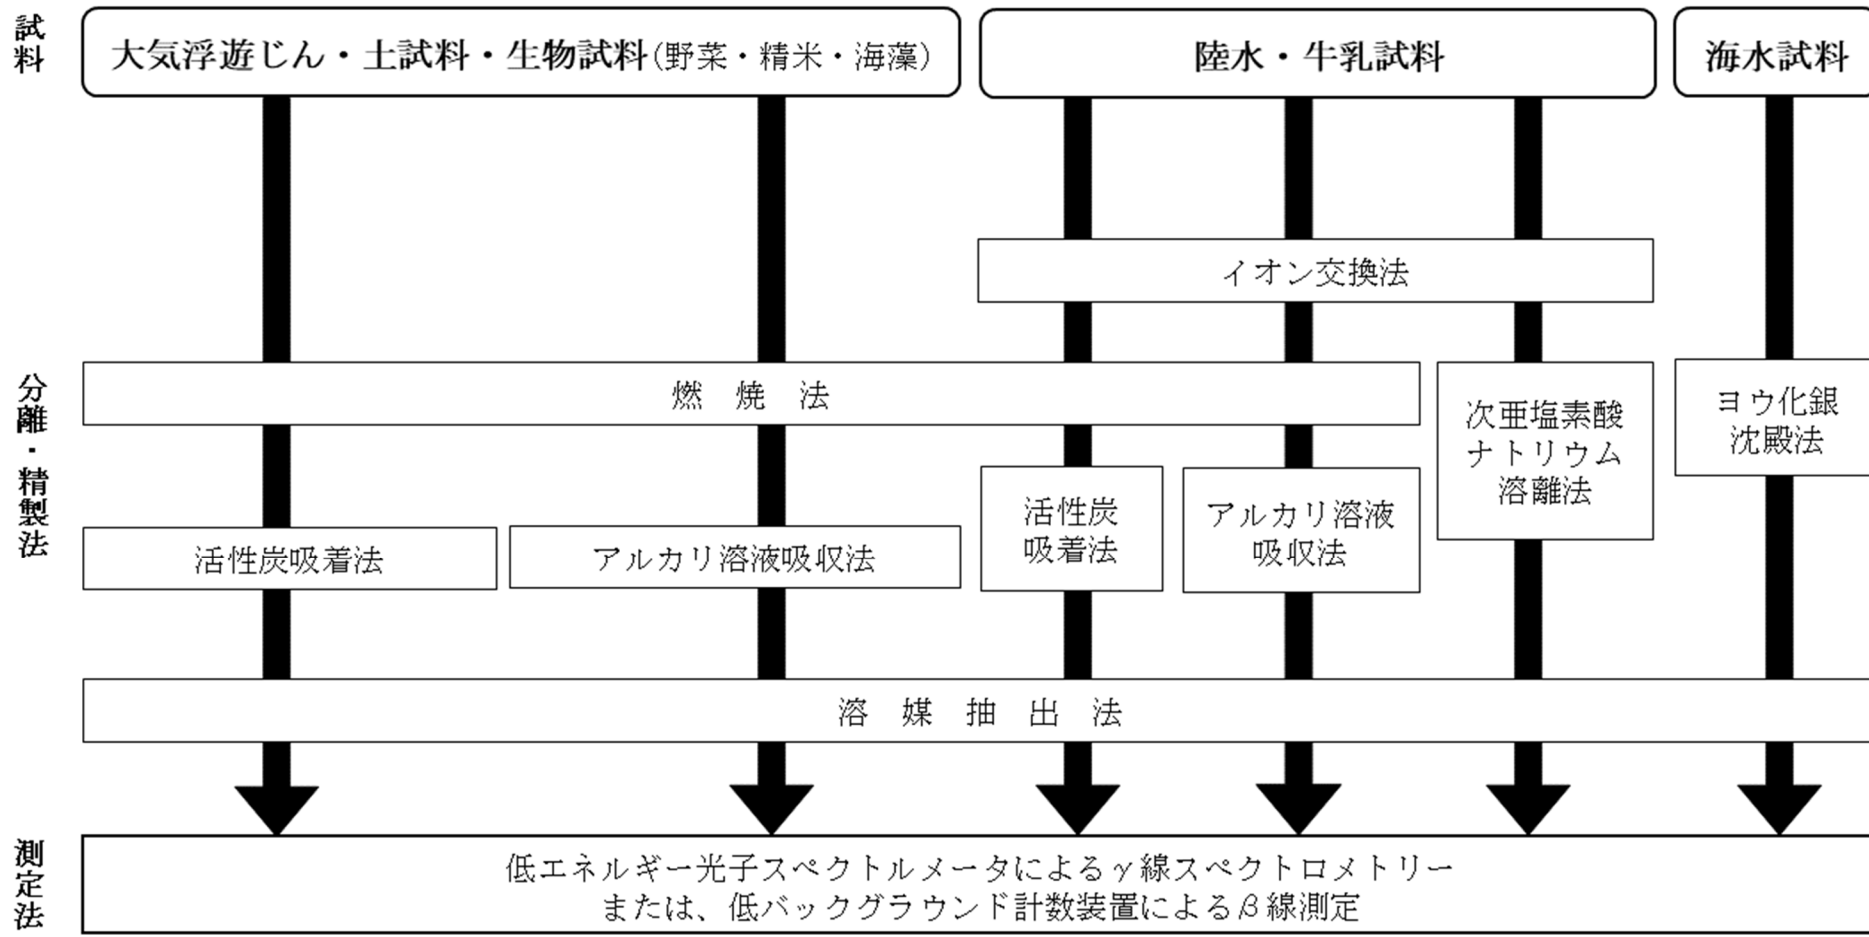 試料
大気浮遊じん・土試料・生物試料(野菜・精米・海藻)
陸水・牛乳試料
海水試料
分離・精製法
イオン交換法
燃 焼 法
次亜塩素酸
ナトリウム
溶離法
ヨウ化銀
沈殿法
活性炭吸着法
アルカリ溶液吸収法
活性炭
吸着法
アルカリ溶液
吸収法
溶 媒 抽 出 法
測定法
低エネルギー光子スペクトルメータによるγ線スペクトロメトリー
または、低バックグラウンド計数装置によるβ線測定